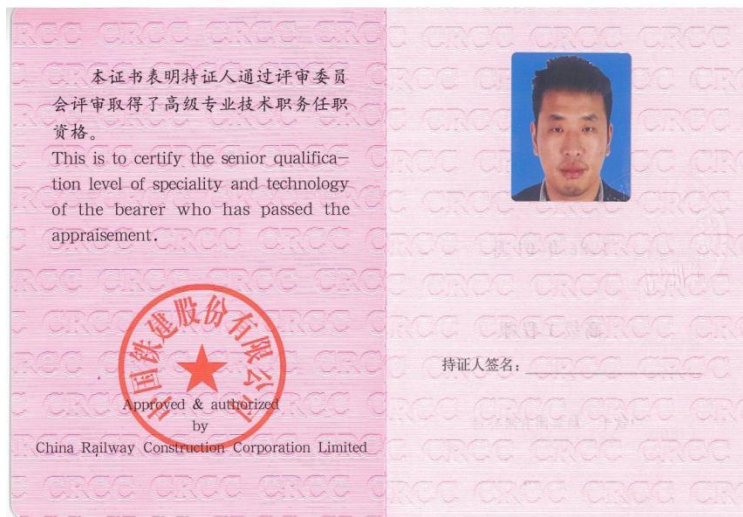 本证书表明持证人通过评审委员
会评审取得了高级专业技术职务任职
资格。
This is to certify the senior qualifica-
tion level of speciality and technology
of the bearer who has passed the
appraisement.
中国铁建股份有限公司
Approved & authorized
by
China Railway Construction Corporation Limited
持证人签名：
CRCC CRCC CRCC CRCC